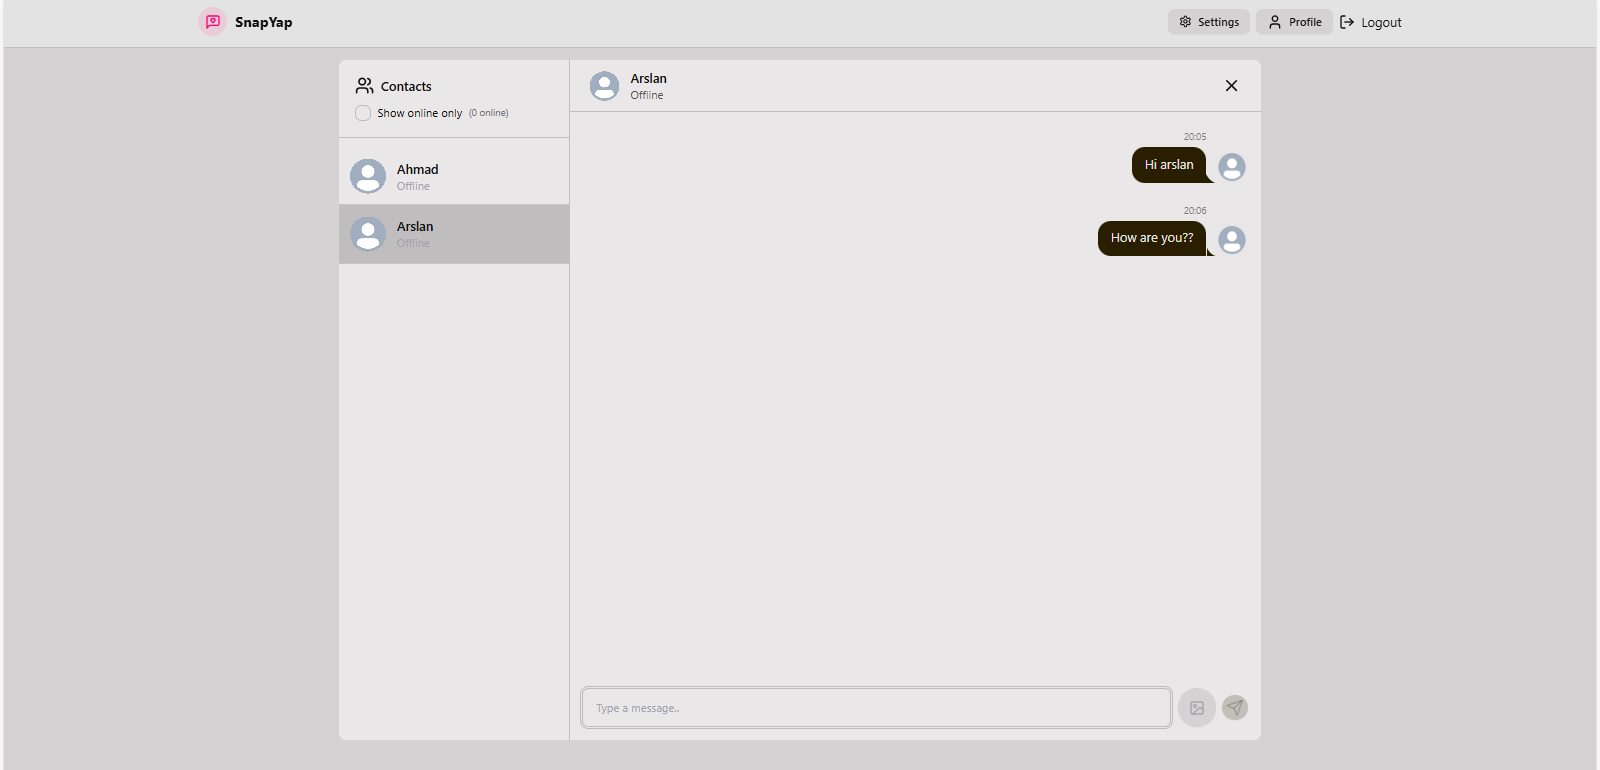 SnapYap
Settings
Profile
Logout
Contacts
Show online only (0 online)
Ahmad
Offline
Arslan
Offline
Arslan
Offline
20:05
Hi arslan
20:06
How are you??
Type a message..